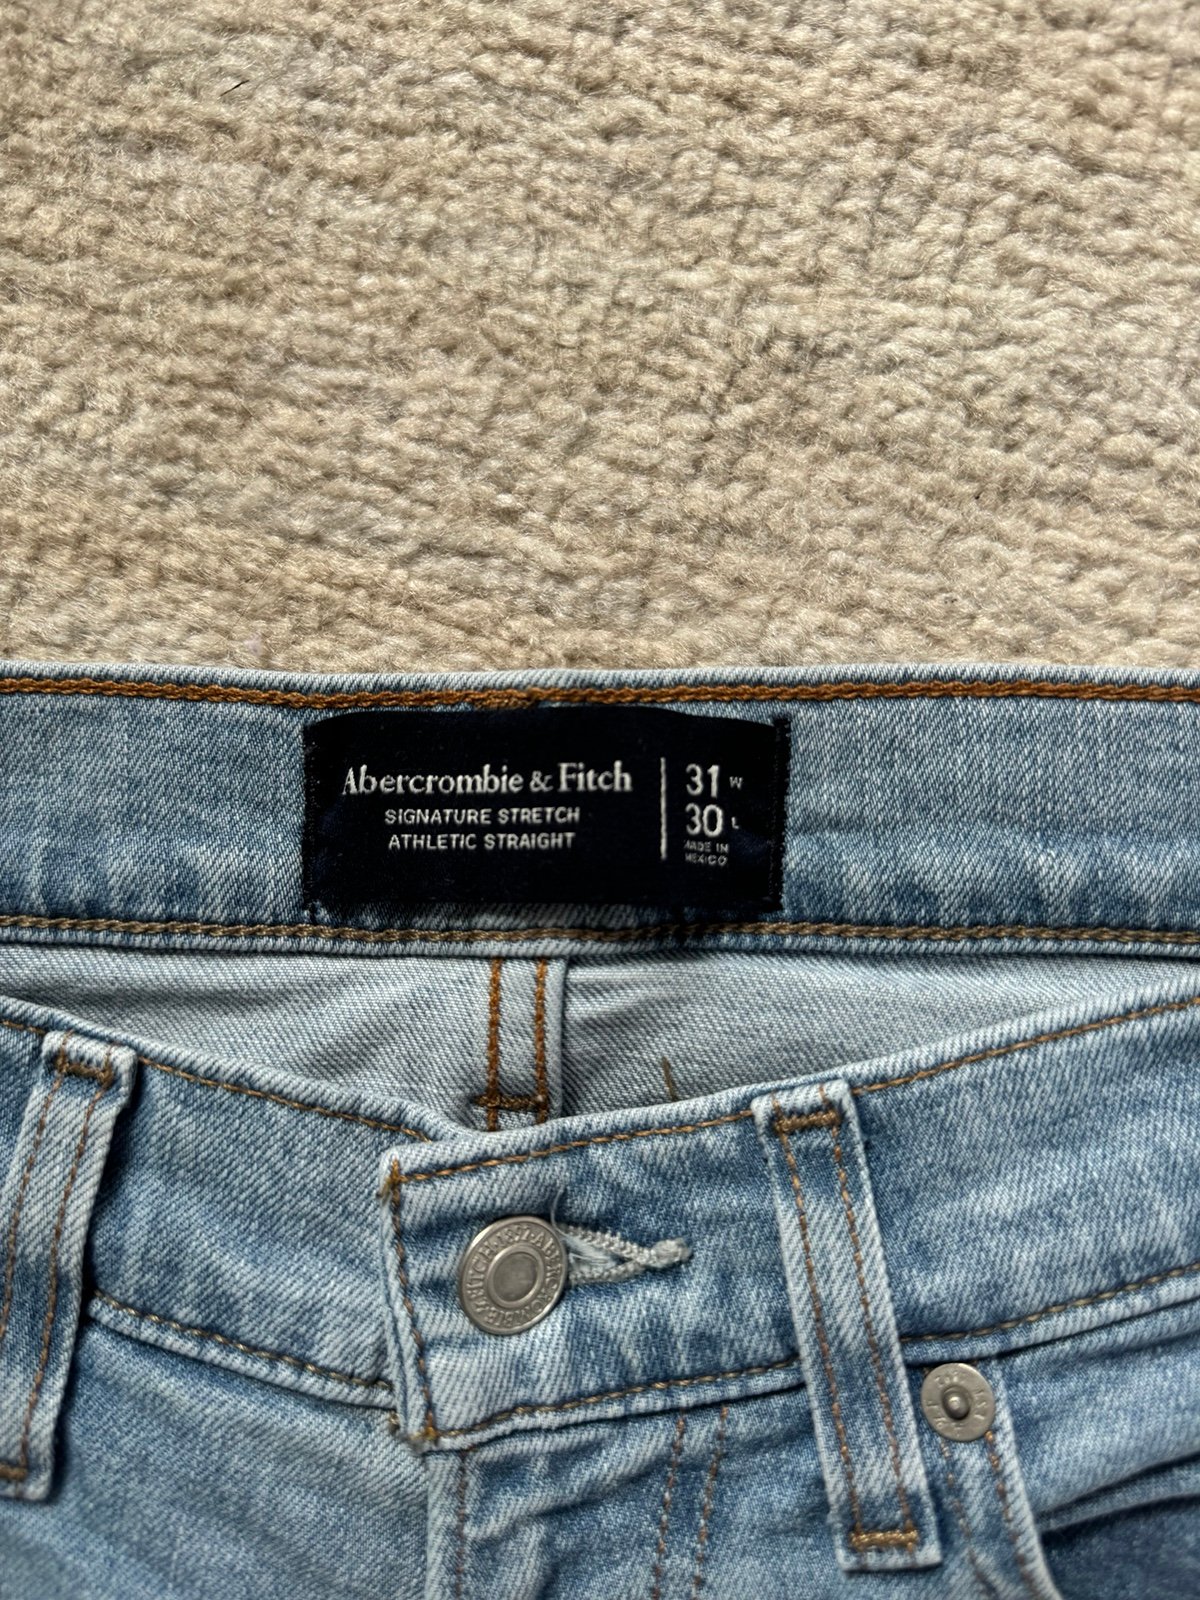 Abercrombie & Fitch
SIGNATURE STRETCH
ATHLETIC STRAIGHT
31 W
30 L
MADE IN
MEXICO